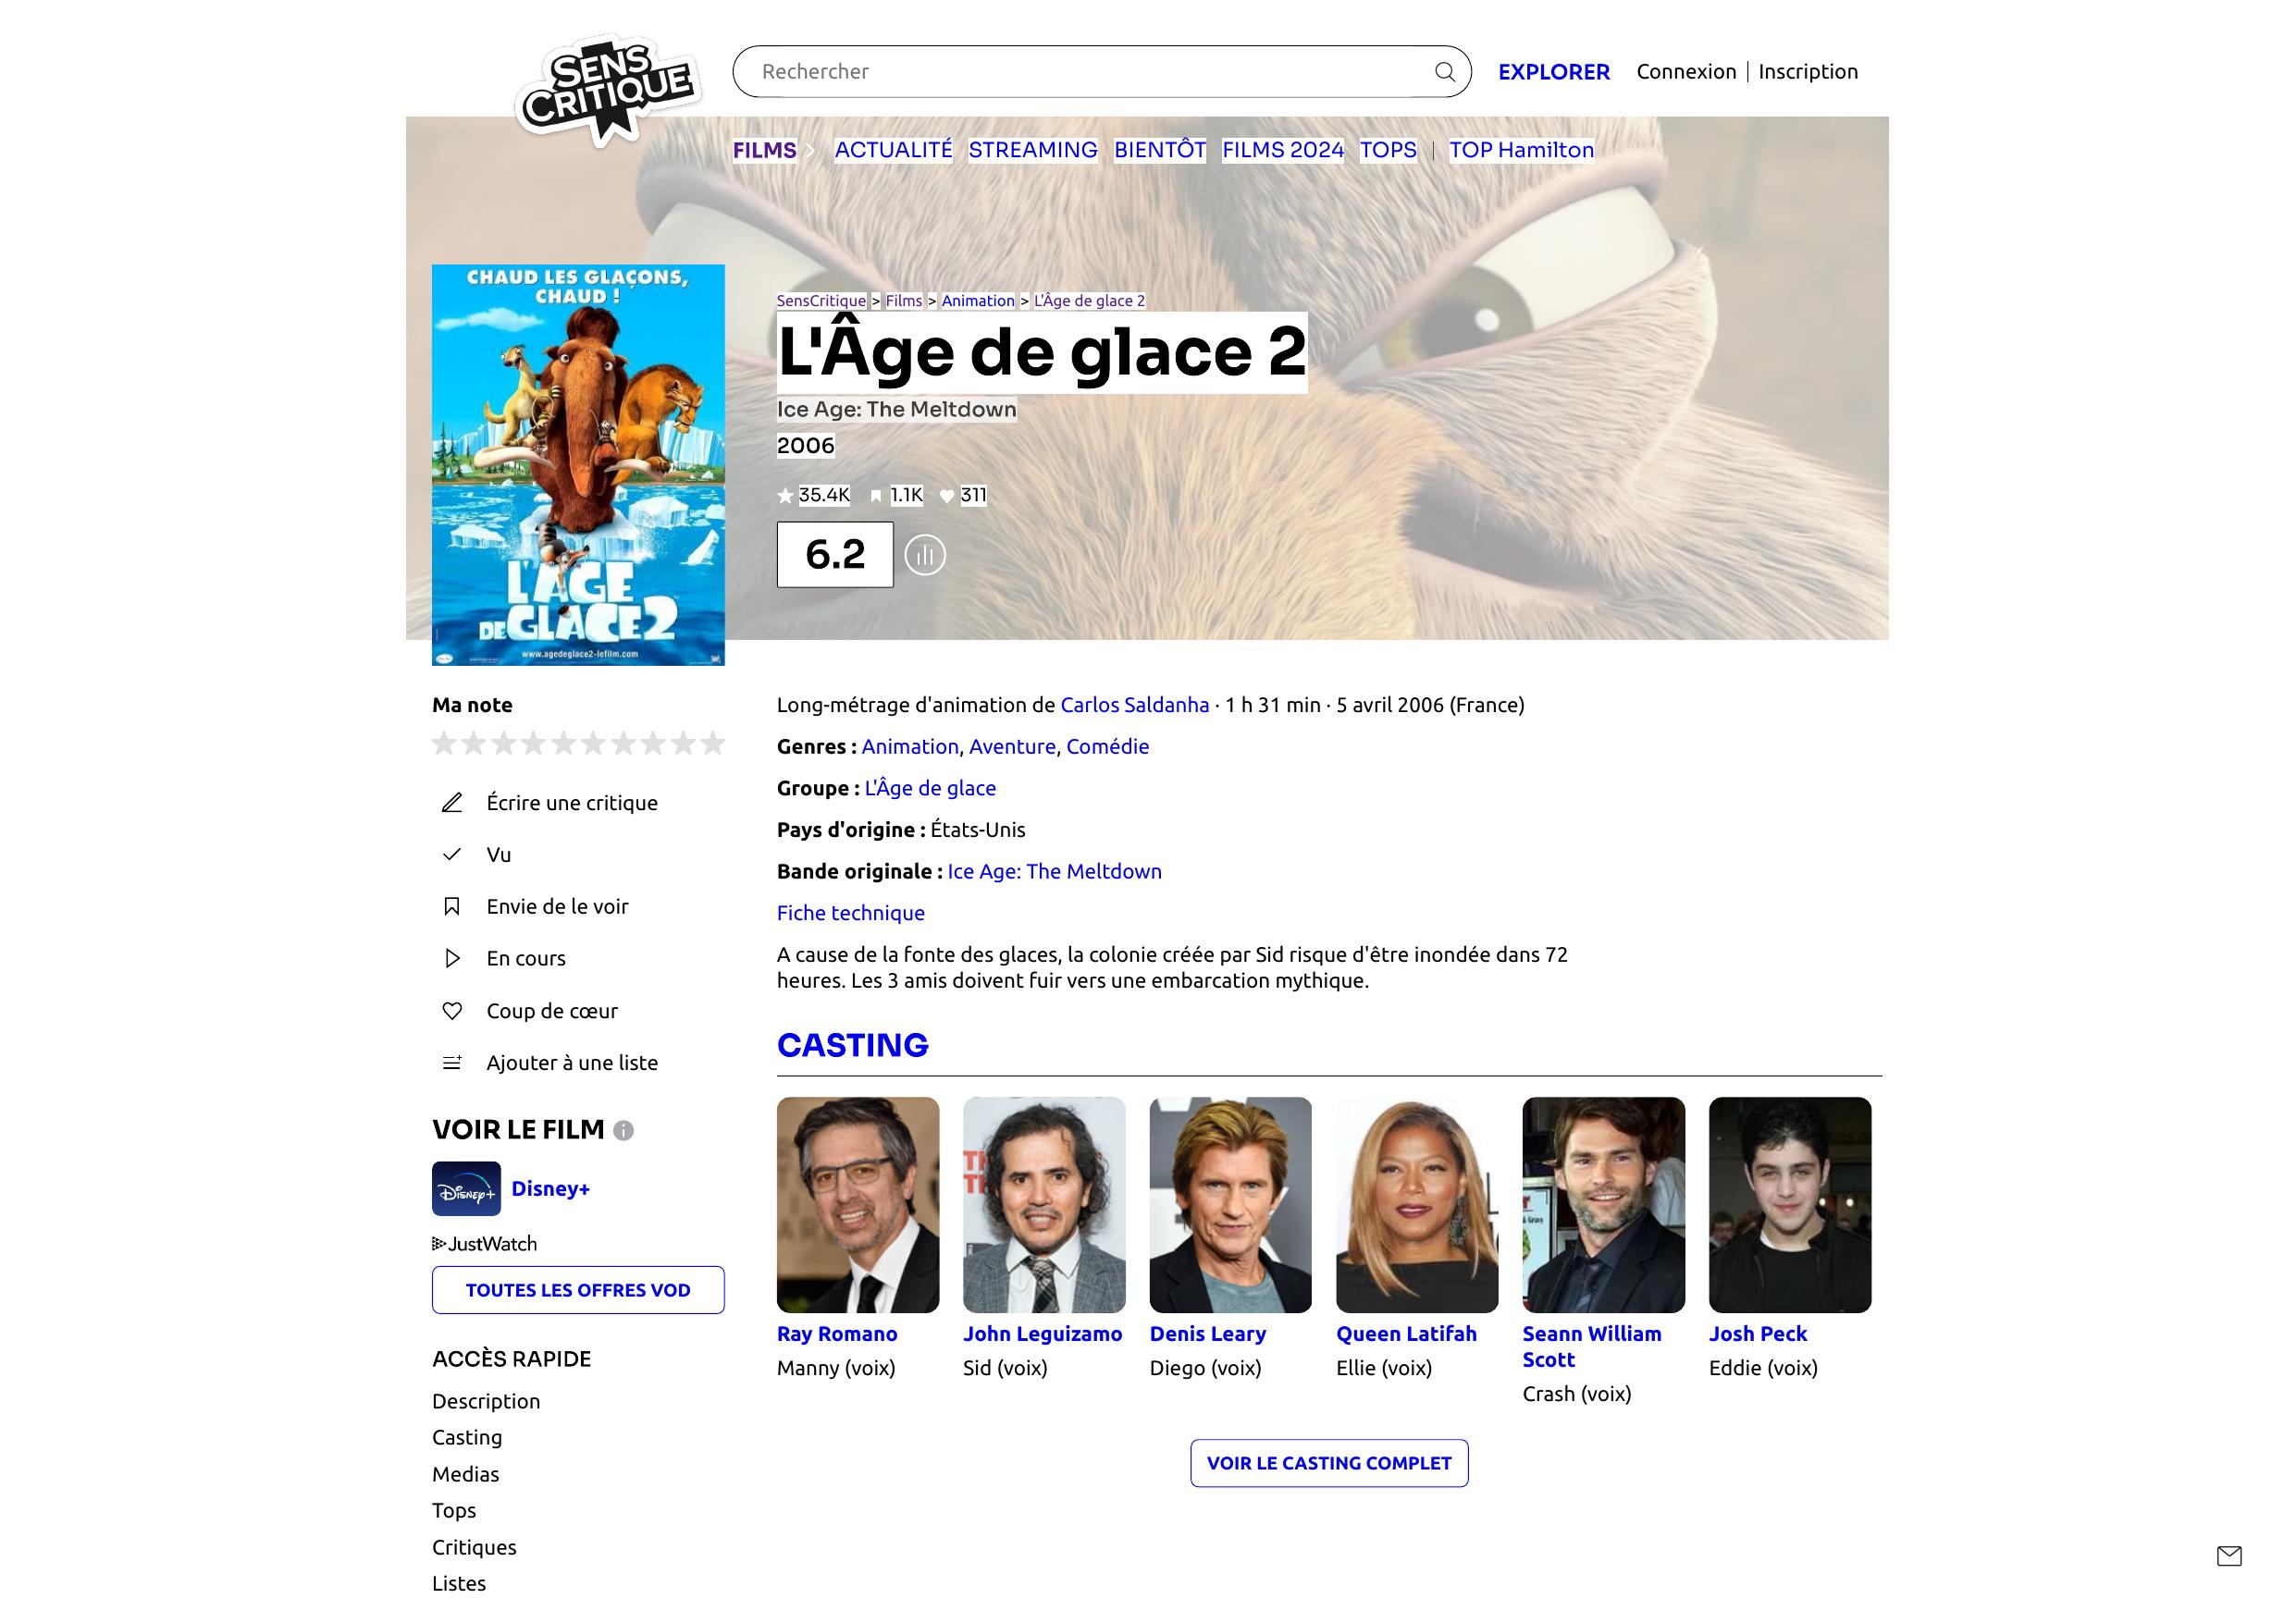 SENS
CRITIQUE
Rechercher
EXPLORER
Connexion | Inscription
FILMS
ACTUALITÉ
STREAMING
BIENTÔT
FILMS 2024
TOPS
|
TOP Hamilton
CHAUD LES GLAÇONS,
CHAUD !
L'AGE
DE GLACE 2
www.agedeglace2-lefilm.com
SensCritique > Films > Animation > L'Âge de glace 2
L'Âge de glace 2
Ice Age: The Meltdown
2006
35.4K 1.1K 311
6.2
Ma note
Écrire une critique
Vu
Envie de le voir
En cours
Coup de cœur
Ajouter à une liste
VOIR LE FILM
Disney+
Disney+
JustWatch
TOUTES LES OFFRES VOD
ACCÈS RAPIDE
Description
Casting
Medias
Tops
Critiques
Listes
Long-métrage d'animation de Carlos Saldanha · 1 h 31 min · 5 avril 2006 (France)
Genres : Animation, Aventure, Comédie
Groupe : L'Âge de glace
Pays d'origine : États-Unis
Bande originale : Ice Age: The Meltdown
Fiche technique
A cause de la fonte des glaces, la colonie créée par Sid risque d'être inondée dans 72
heures. Les 3 amis doivent fuir vers une embarcation mythique.
CASTING
Ray Romano
Manny (voix)
John Leguizamo
Sid (voix)
Denis Leary
Diego (voix)
Queen Latifah
Ellie (voix)
Seann William
Scott
Crash (voix)
Josh Peck
Eddie (voix)
VOIR LE CASTING COMPLET